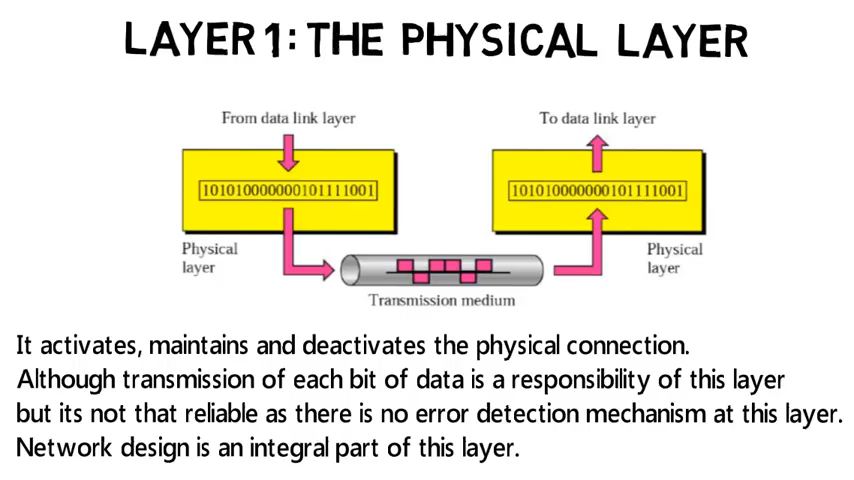 LAYER 1: THE PHYSICAL LAYER
From data link layer
To data link layer
101010000000101111001
101010000000101111001
Physical layer
Physical layer
Transmission medium
It activates, maintains and deactivates the physical connection.
Although transmission of each bit of data is a responsibility of this layer
but its not that reliable as there is no error detection mechanism at this layer.
Network design is an integral part of this layer.